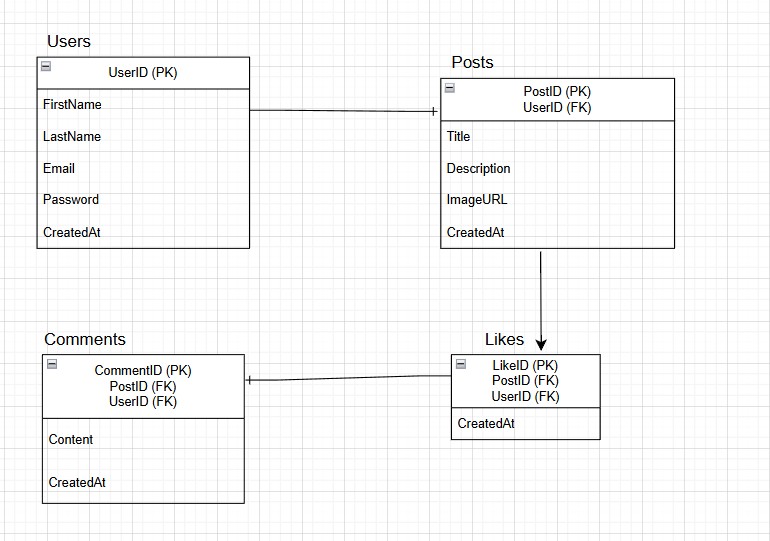 Users
UserID (PK)
FirstName
LastName
Email
Password
CreatedAt
Posts
PostID (PK)
UserID (FK)
Title
Description
ImageURL
CreatedAt
Comments
CommentID (PK)
PostID (FK)
UserID (FK)
Content
CreatedAt
Likes
LikeID (PK)
PostID (FK)
UserID (FK)
CreatedAt